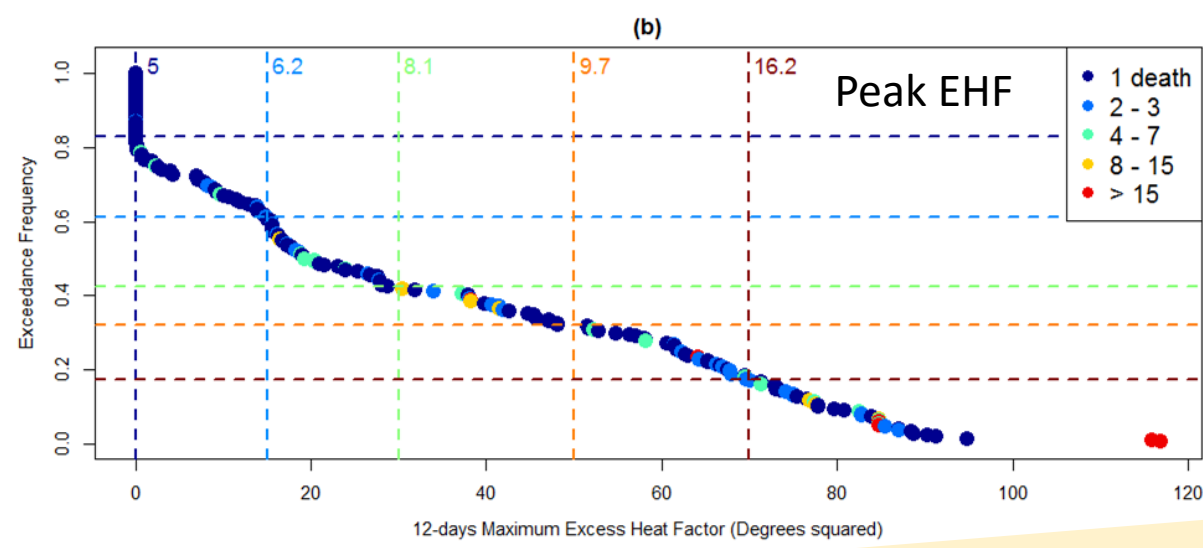 (b)
5
6.2
8.1
9.7
16.2
Peak EHF
1 death
2 - 3
4 - 7
8 - 15
> 15
Exceedance Frequency
1.0
0.8
0.6
0.4
0.2
0.0
0
20
40
60
80
100
120
12-days Maximum Excess Heat Factor (Degrees squared)